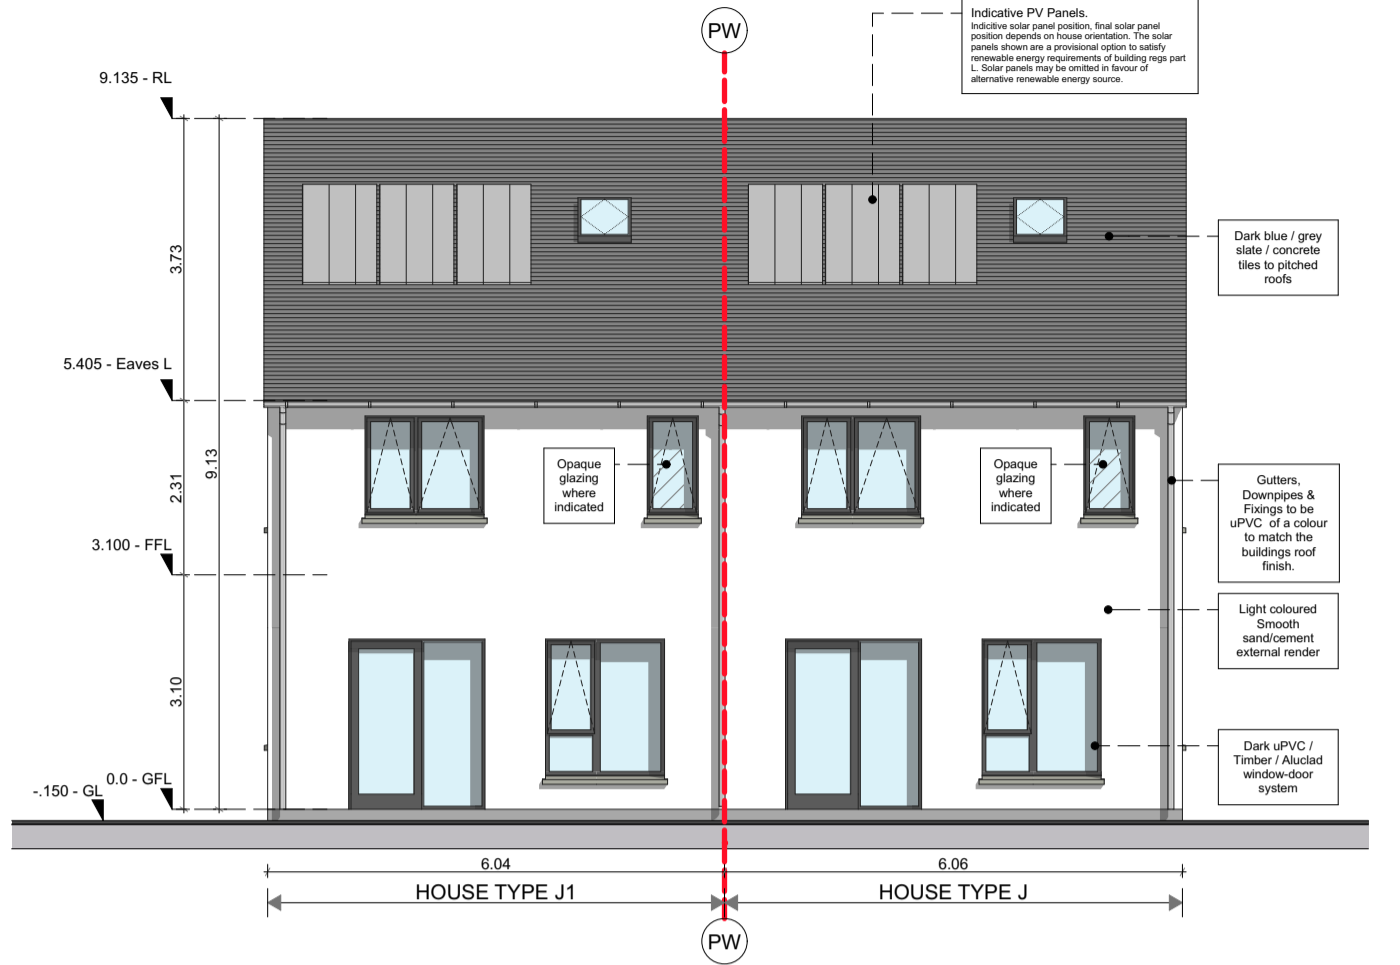 PW
Indicative PV Panels.
Indicitive solar panel position, final solar panel
position depends on house orientation. The solar
panels shown are a provisional option to satisfy
renewable energy requirements of building regs part
L. Solar panels may be omitted in favour of
alternative renewable energy source.
9.135 - RL
3.73
Dark blue / grey
slate / concrete
tiles to pitched
roofs
5.405 - Eaves L
9.13
2.31
Opaque
glazing
where
indicated
Opaque
glazing
where
indicated
Gutters,
Downpipes &
Fixings to be
uPVC of a colour
to match the
buildings roof
finish.
3.100 - FFL
Light coloured
Smooth
sand/cement
external render
3.10
Dark uPVC /
Timber / Aluclad
window-door
system
0.0 - GFL
-.150 - GL
6.04
6.06
HOUSE TYPE J1
HOUSE TYPE J
PW